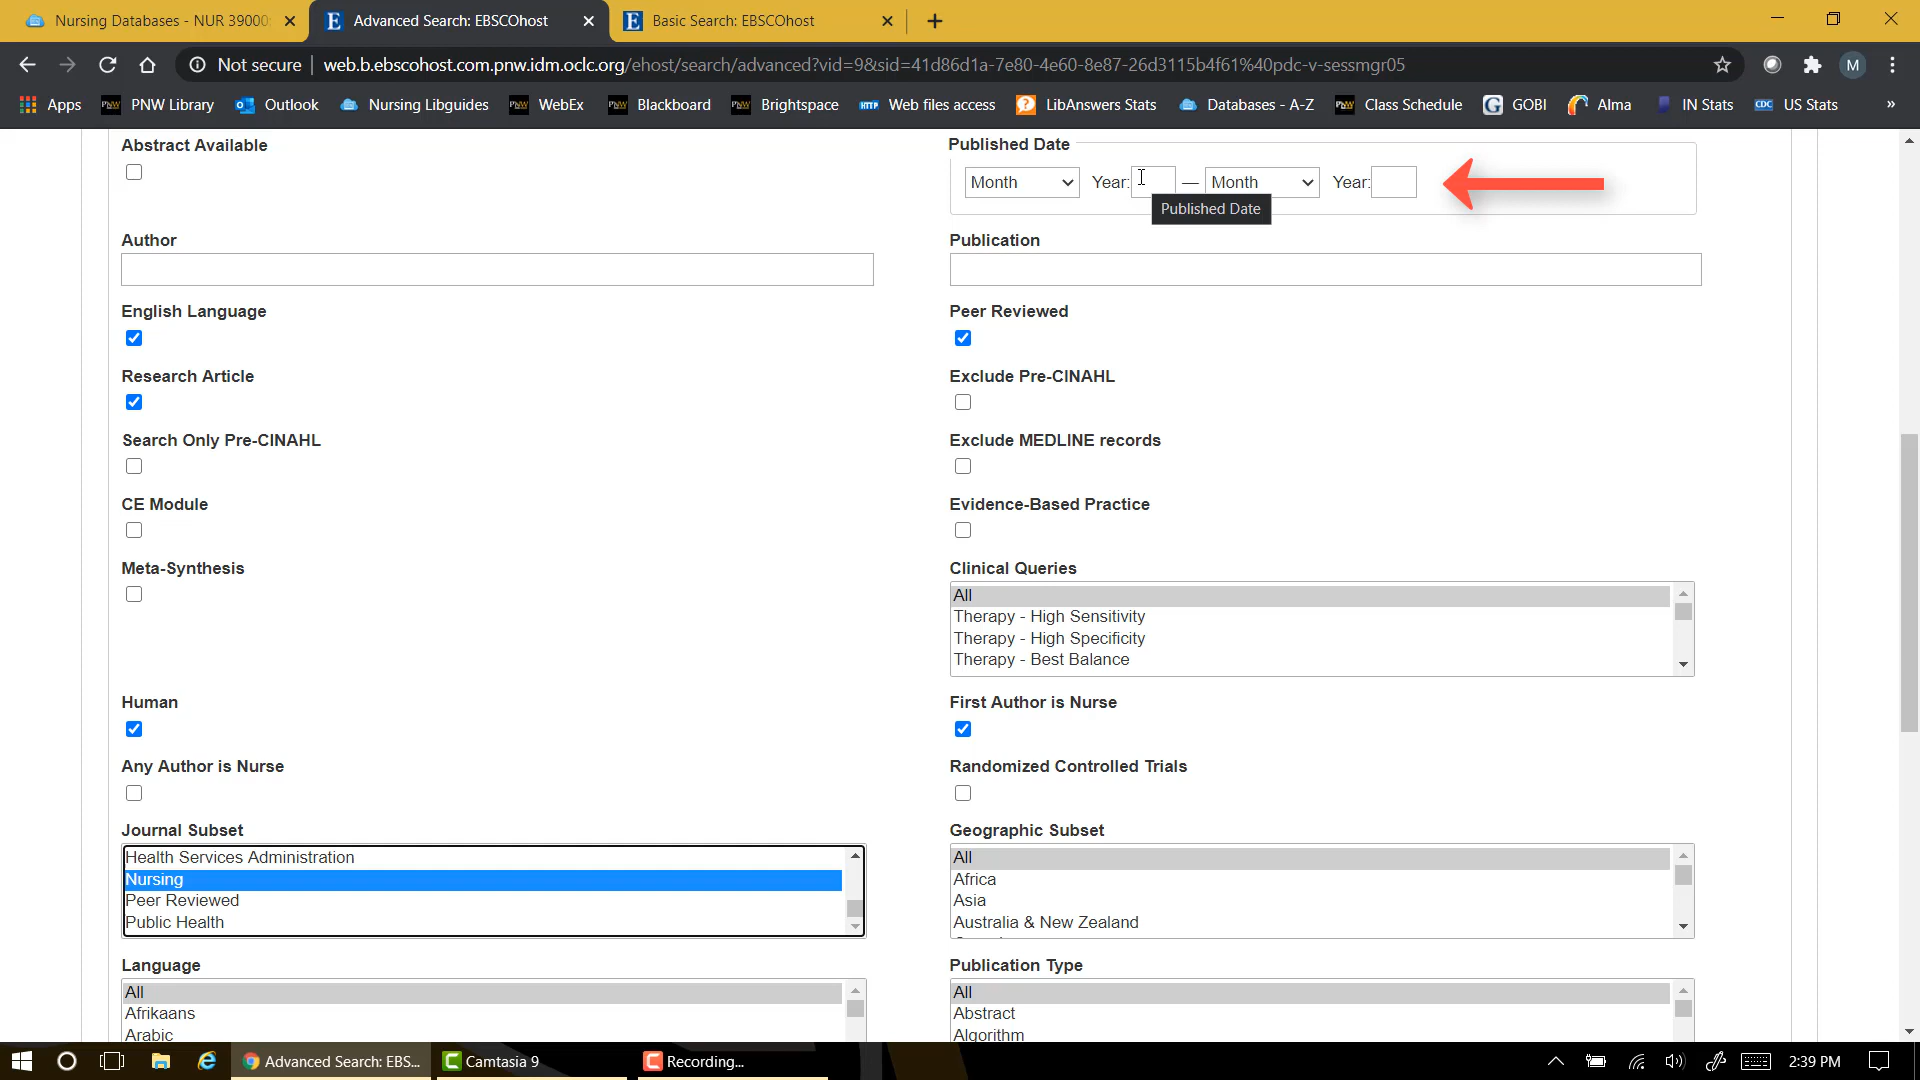 Nursing Databases - NUR 39000:
Advanced Search: EBSCOhost
Basic Search: EBSCOhost
Not secure
web.b.ebscohost.com.pnw.idm.oclc.org/ehost/search/advanced?vid=9&sid=41d86d1a-7e80-4e60-8e87-26d3115b4f61%40pdc-v-sessmgr05
M
Apps
PNW PNW Library
Outlook
Nursing Libguides
PNW WebEx
PNW Blackboard
PNW Brightspace
HTTP Web files access
LibAnswers Stats
Databases - A-Z
PNW Class Schedule
GOBI
Alma
IN Stats
CDC US Stats
»
Abstract Available
Published Date
Month
Year:
—
Month
Year:
Published Date
Author
Publication
English Language
Peer Reviewed
Research Article
Exclude Pre-CINAHL
Search Only Pre-CINAHL
Exclude MEDLINE records
CE Module
Evidence-Based Practice
Meta-Synthesis
Clinical Queries
All
Therapy - High Sensitivity
Therapy - High Specificity
Therapy - Best Balance
Human
First Author is Nurse
Any Author is Nurse
Randomized Controlled Trials
Journal Subset
Health Services Administration
Nursing
Peer Reviewed
Public Health
Geographic Subset
All
Africa
Asia
Australia & New Zealand
Language
All
Afrikaans
Arabic
Publication Type
All
Abstract
Algorithm
Advanced Search: EBS...
Camtasia 9
Recording...
2:39 PM